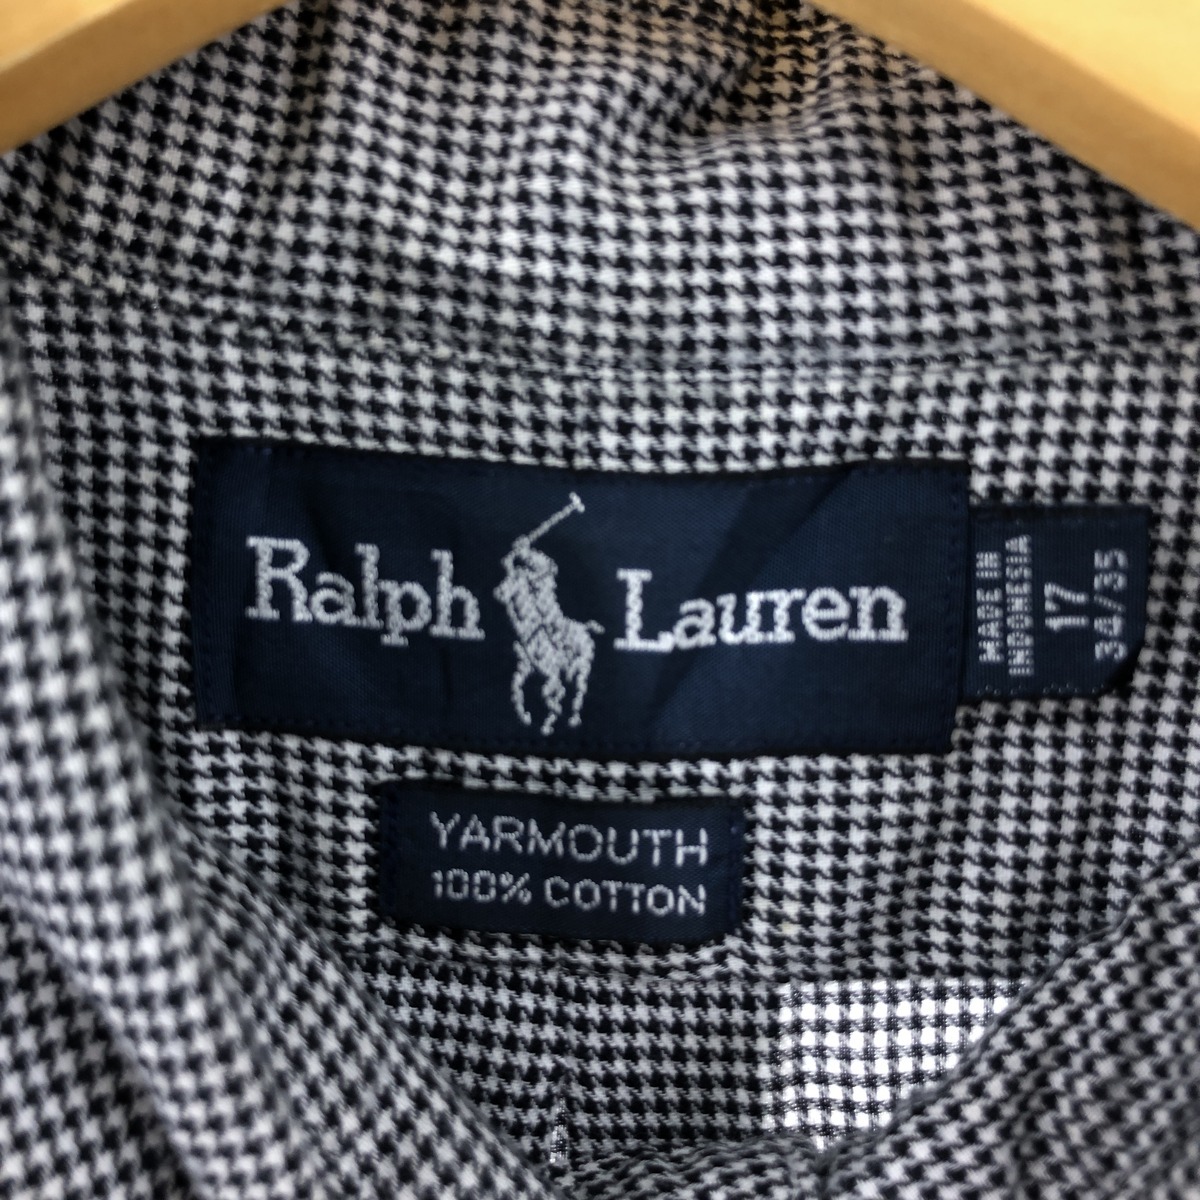 Ralph Lauren
MADE IN
INDONESIA
17
34/35
YARMOUTH
100% COTTON